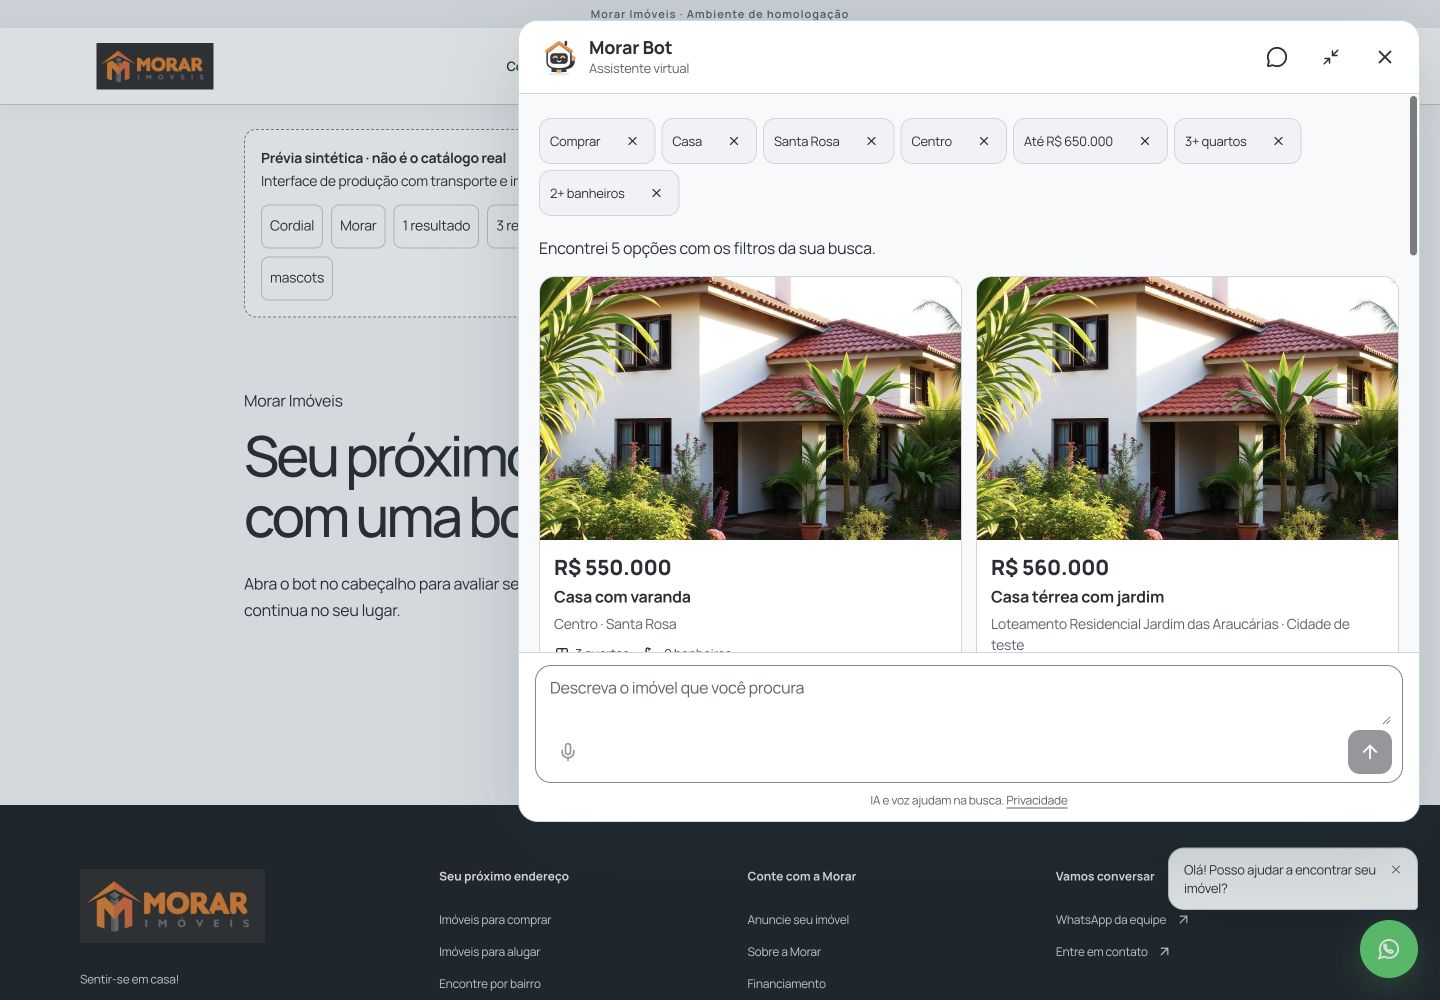 Morar Imóveis · Ambiente de homologação
MORAR
IMÓVEIS
Prévia sintética · não é o catálogo real
Interface de produção com transporte e
Cordial
Morar
1 resultado
mascots
Morar Imóveis
Seu próximo
com uma
Abra o bot no cabeçalho para avaliar
continua no seu lugar.
Morar Bot
Assistente virtual
Comprar
Casa
Santa Rosa
Centro
Até R$ 650.000
3+ quartos
2+ banheiros
Encontrei 5 opções com os filtros da sua busca.
R$ 550.000
Casa com varanda
Centro · Santa Rosa
R$ 560.000
Casa térrea com jardim
Loteamento Residencial Jardim das Araucárias · Cidade de
teste
Descreva o imóvel que você procura
IA e voz ajudam na busca. Privacidade
MORAR
IMÓVEIS
Sentir-se em casa!
Seu próximo endereço
Imóveis para comprar
Imóveis para alugar
Encontre por bairro
Conte com a Morar
Anuncie seu imóvel
Sobre a Morar
Financiamento
Vamos conversar
WhatsApp da equipe
Entre em contato
Olá! Posso ajudar a encontrar seu
imóvel?